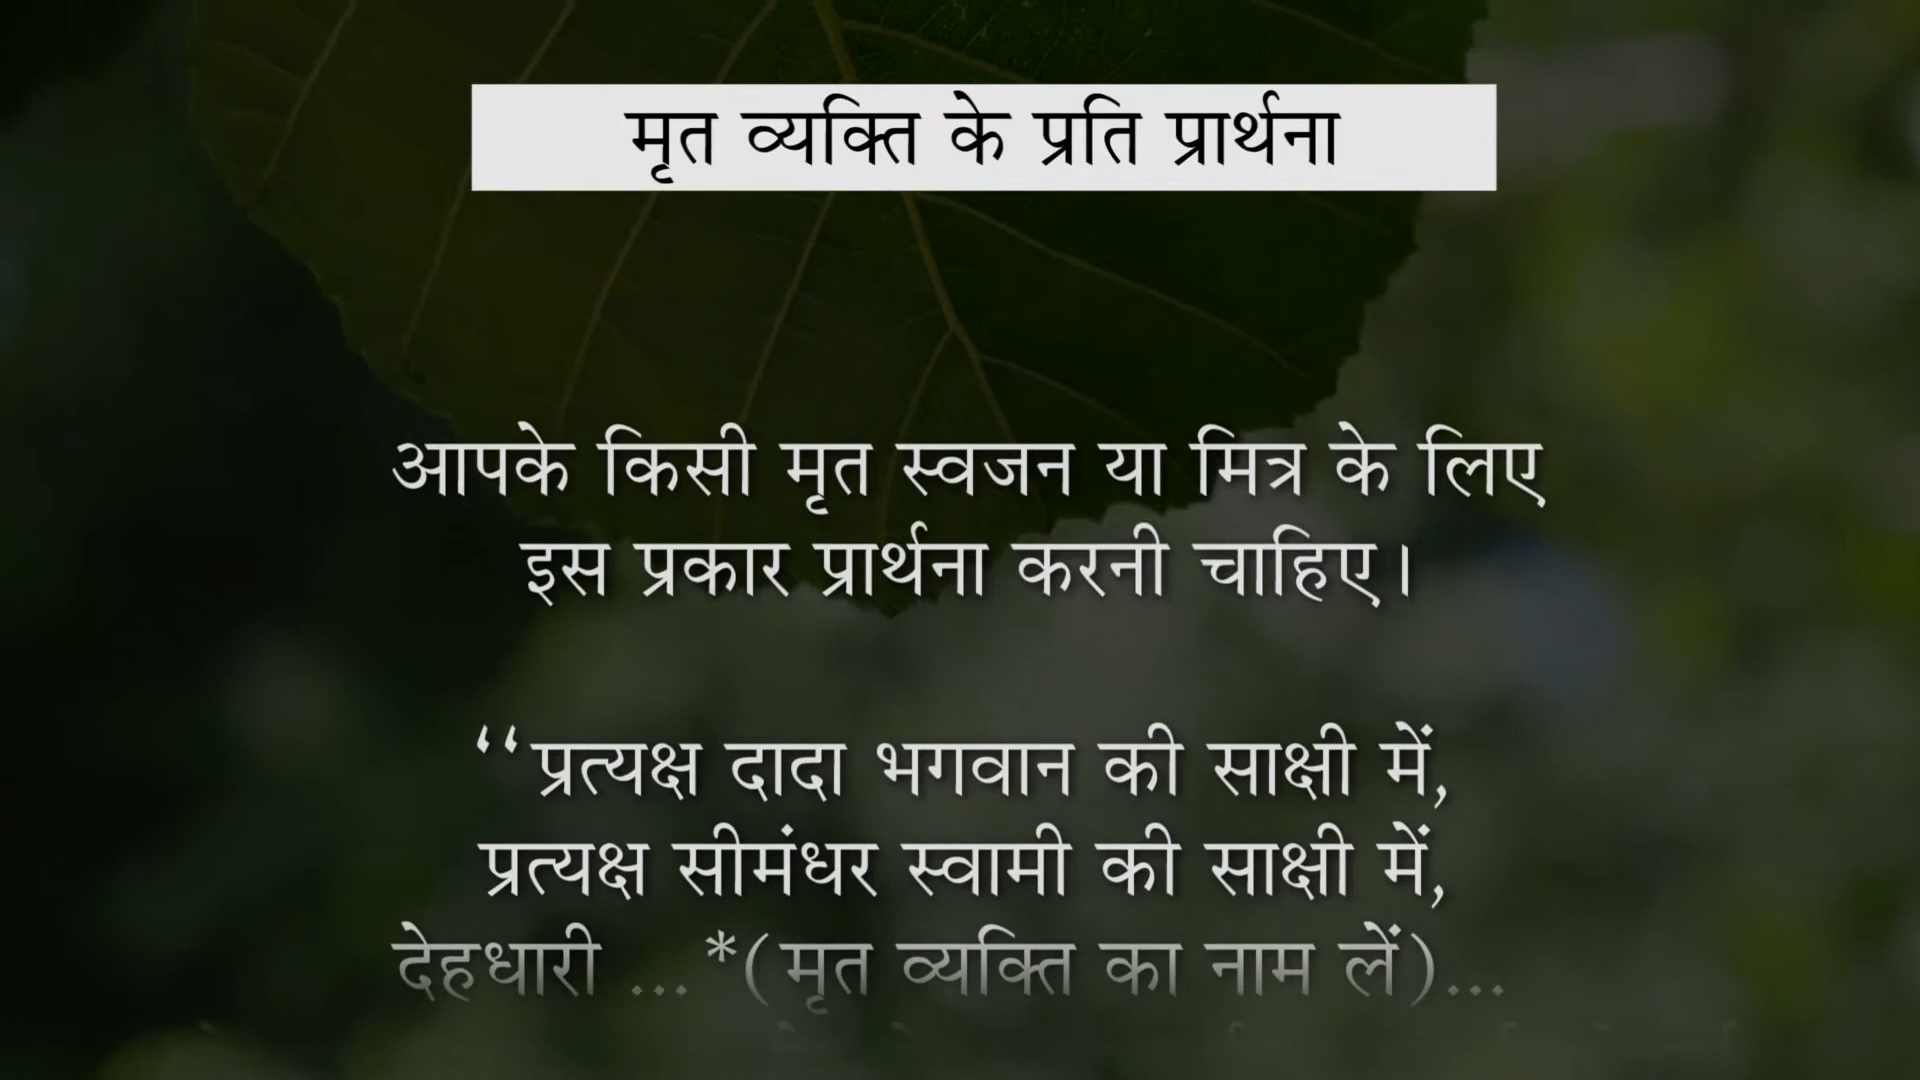 मृत व्यक्ति के प्रति प्रार्थना
आपके किसी मृत स्वजन या मित्र के लिए
इस प्रकार प्रार्थना करनी चाहिए।
‘‘प्रत्यक्ष दादा भगवान की साक्षी में,
प्रत्यक्ष सीमंधर स्वामी की साक्षी में,
देहधारी ... *(मृत व्यक्ति का नाम लें)...